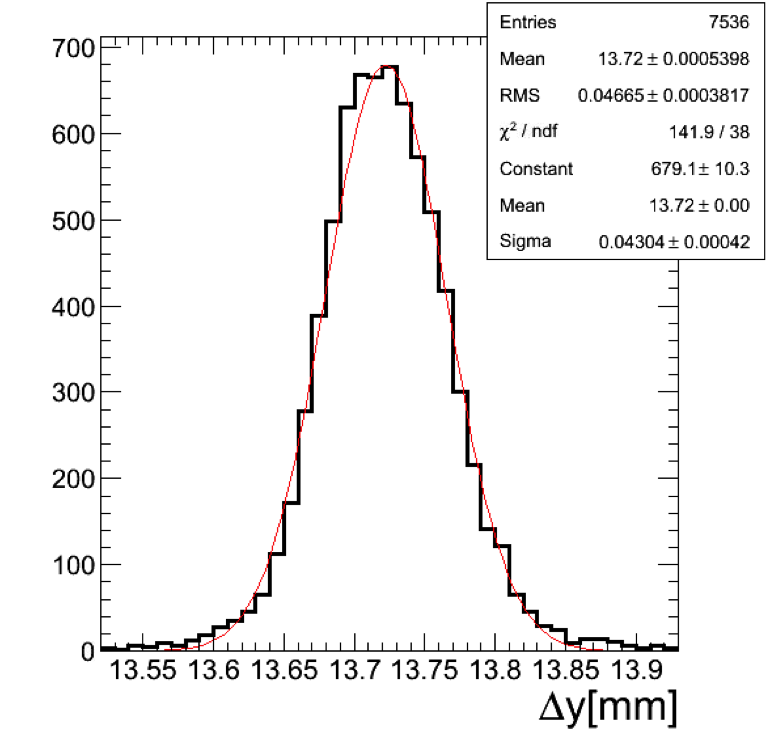 Entries 7536
Mean 13.72 ± 0.0005398
RMS 0.04665 ± 0.0003817
χ² / ndf 141.9 / 38
Constant 679.1 ± 10.3
Mean 13.72 ± 0.00
Sigma 0.04304 ± 0.00042
700
600
500
400
300
200
100
0
13.55 13.6 13.65 13.7 13.75 13.8 13.85 13.9
Δy[mm]